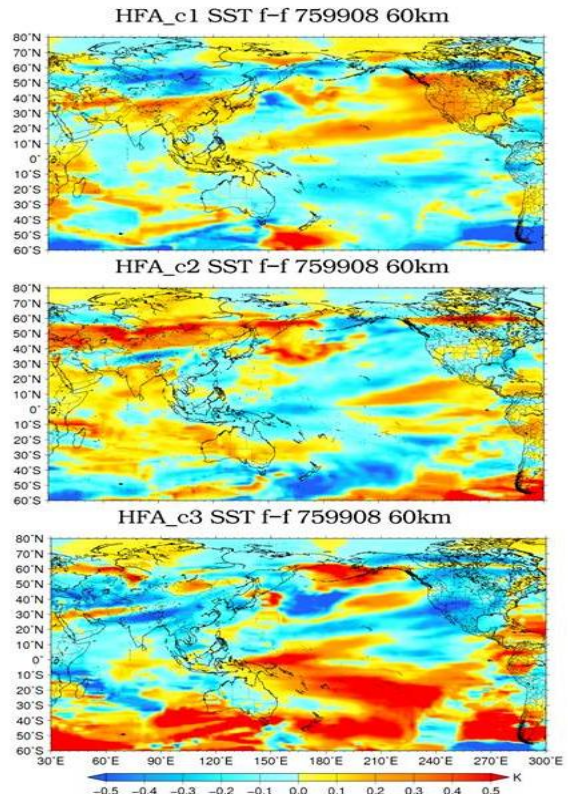 HFA_c1 SST f-f 759908 60km
80°N
70°N
60°N
50°N
40°N
30°N
20°N
10°N
0°
10°S
20°S
30°S
40°S
50°S
60°S
HFA_c2 SST f-f 759908 60km
80°N
70°N
60°N
50°N
40°N
30°N
20°N
10°N
0°
10°S
20°S
30°S
40°S
50°S
60°S
HFA_c3 SST f-f 759908 60km
80°N
70°N
60°N
50°N
40°N
30°N
20°N
10°N
0°
10°S
20°S
30°S
40°S
50°S
60°S
30°E 60°E 90°E 120°E 150°E 180°E 210°E 240°E 270°E 300°E
K
-0.5 -0.4 -0.3 -0.2 -0.1 0.0 0.1 0.2 0.3 0.4 0.5